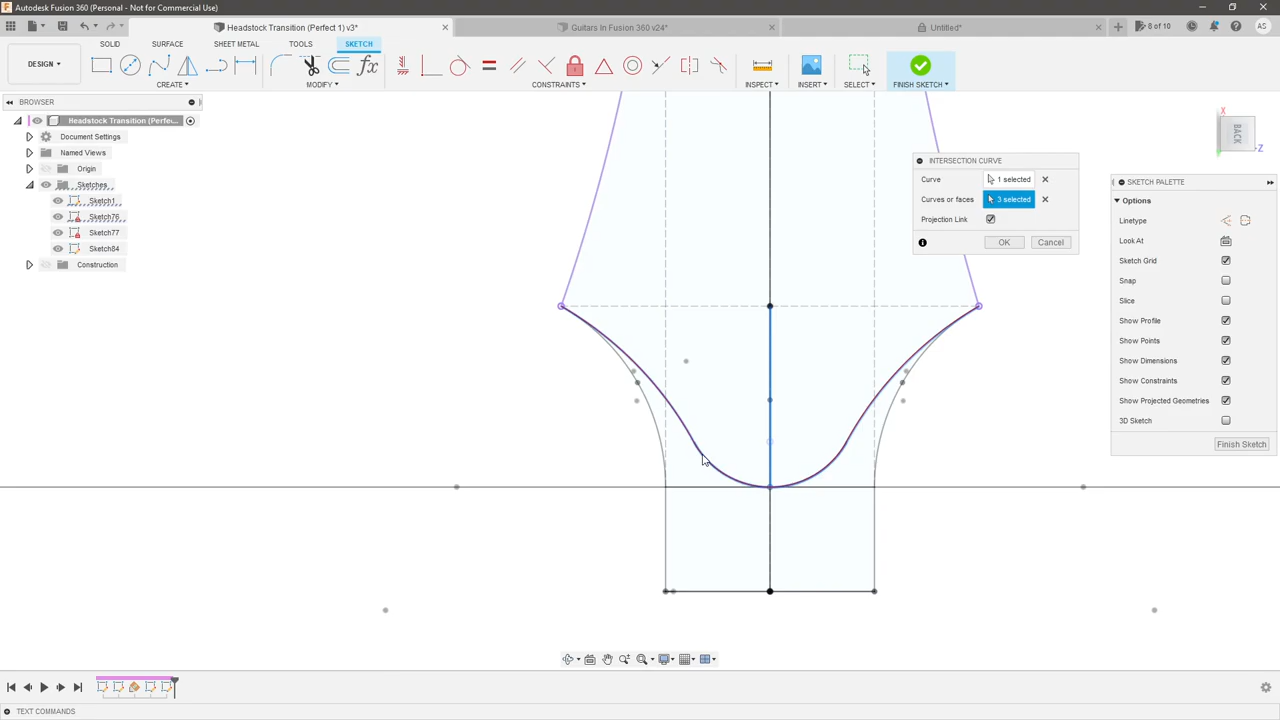 Autodesk Fusion 360 (Personal - Not for Commercial Use)
Headstock Transition (Perfect 1) v3*
Guitars In Fusion 360 v24*
Untitled*
8 of 10
AS
SOLID
SURFACE
SHEET METAL
TOOLS
SKETCH
DESIGN
fx
CREATE
MODIFY
CONSTRAINTS
INSPECT
INSERT
SELECT
FINISH SKETCH
BROWSER
Headstock Transition (Perfec...
Document Settings
Named Views
Origin
Sketches
Sketch1
Sketch76
Sketch77
Sketch84
Construction
X
BACK
Z
INTERSECTION CURVE
Curve
1 selected
Curves or faces
3 selected
Projection Link
OK
Cancel
SKETCH PALETTE
Options
Linetype
Look At
Sketch Grid
Snap
Slice
Show Profile
Show Points
Show Dimensions
Show Constraints
Show Projected Geometries
3D Sketch
Finish Sketch
TEXT COMMANDS